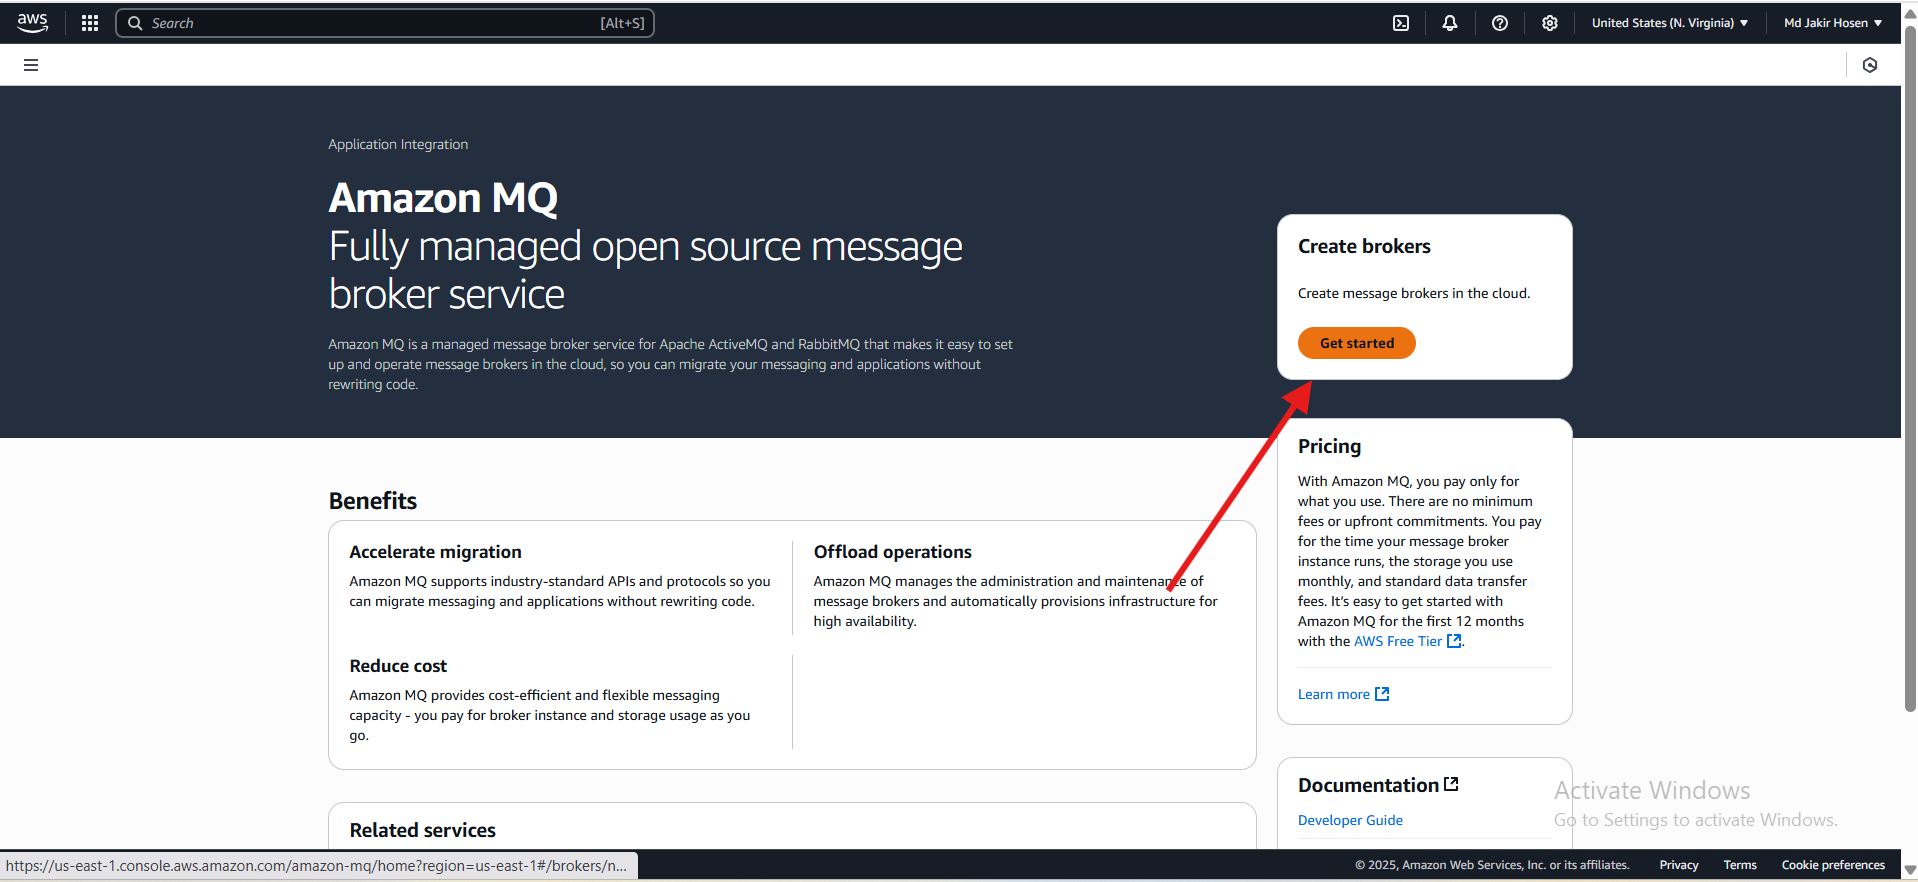 aws
Search [Alt+S]
United States (N. Virginia)
Md Jakir Hosen
Application Integration
Amazon MQ
Fully managed open source message
broker service
Amazon MQ is a managed message broker service for Apache ActiveMQ and RabbitMQ that makes it easy to set
up and operate message brokers in the cloud, so you can migrate your messaging and applications without
rewriting code.
Create brokers
Create message brokers in the cloud.
Get started
Benefits
Accelerate migration
Amazon MQ supports industry-standard APIs and protocols so you
can migrate messaging and applications without rewriting code.
Offload operations
Amazon MQ manages the administration and maintenance of
message brokers and automatically provisions infrastructure for
high availability.
Reduce cost
Amazon MQ provides cost-efficient and flexible messaging
capacity - you pay for broker instance and storage usage as you
go.
Related services
Pricing
With Amazon MQ, you pay only for
what you use. There are no minimum
fees or upfront commitments. You pay
for the time your message broker
instance runs, the storage you use
monthly, and standard data transfer
fees. It's easy to get started with
Amazon MQ for the first 12 months
with the AWS Free Tier.
Learn more
Documentation
Developer Guide
Activate Windows
Go to Settings to activate Windows.
https://us-east-1.console.aws.amazon.com/amazon-mq/home?region=us-east-1#/brokers/n...
© 2025, Amazon Web Services, Inc. or its affiliates.
Privacy
Terms
Cookie preferences